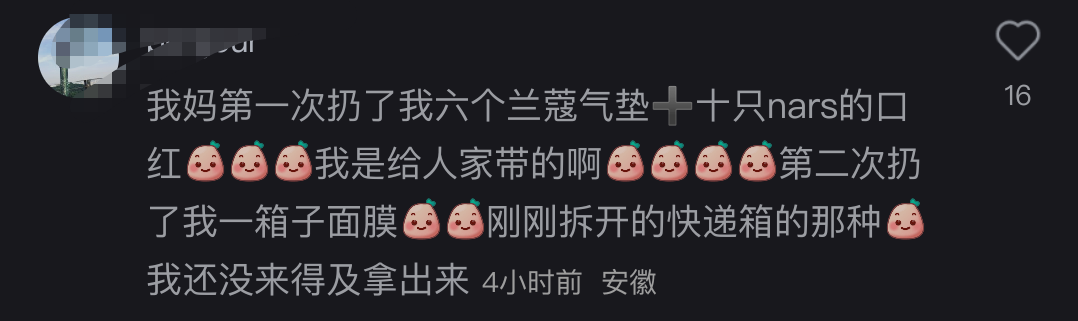 我妈第一次扔了我六个兰蔻气垫➕十只nars的口
红我是给人家带的啊第二次扔
了我一箱子面膜刚刚拆开的快递箱的那种
我还没来得及拿出来 4小时前 安徽
16